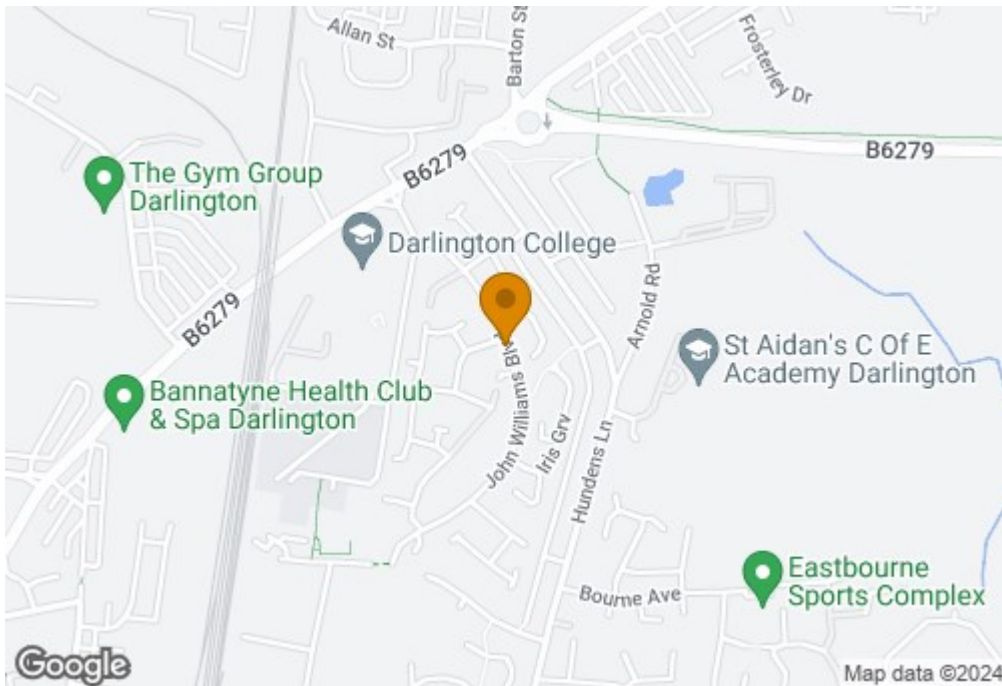 Allan St
Barton St
Frosterley Dr
B6279
B6279
The Gym Group
Darlington
Darlington College
Arnold Rd
B6279
St Aidan's C Of E
Academy Darlington
Bannatyne Health Club
& Spa Darlington
John Williams Blvd
Iris Grv
Hundens Ln
Bourne Ave
Eastbourne
Sports Complex
Google
Map data ©2024